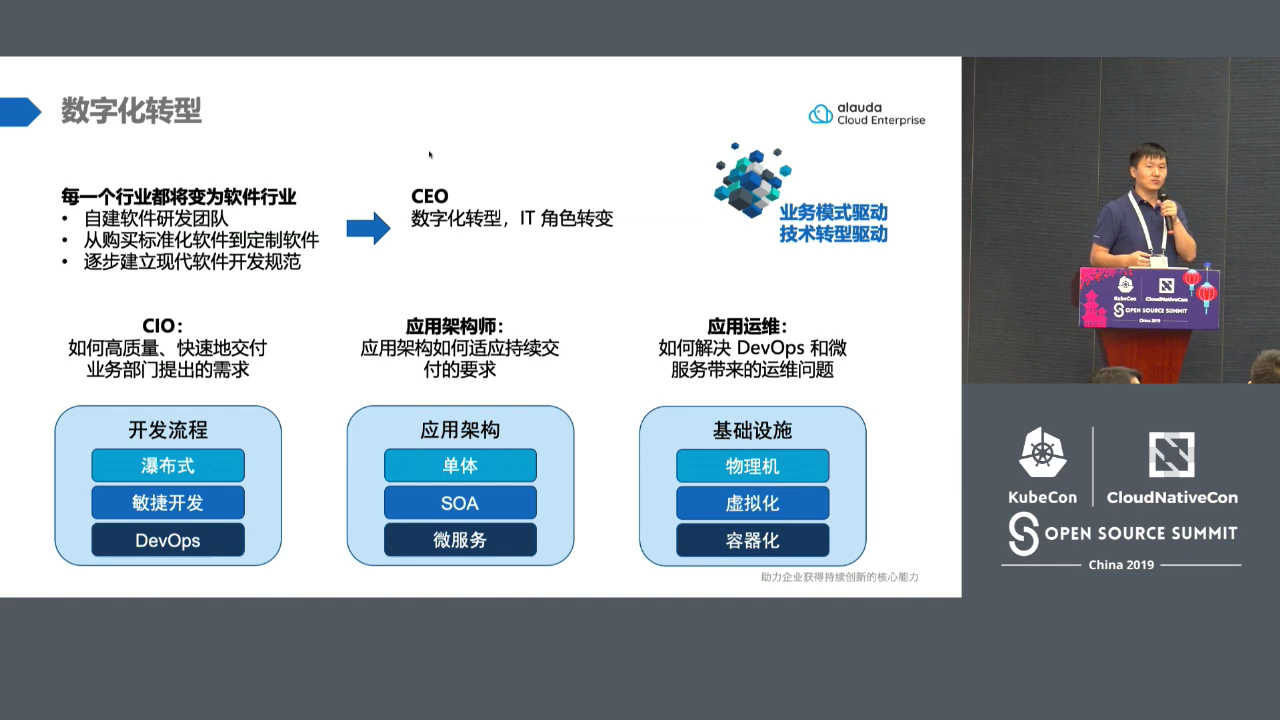 数字化转型
alauda
Cloud Enterprise
每一个行业都将变为软件行业
• 自建软件研发团队
• 从购买标准化软件到定制软件
• 逐步建立现代软件开发规范
CEO
数字化转型，IT 角色转变
业务模式驱动
技术转型驱动
CIO：
如何高质量、快速地交付
业务部门提出的需求
应用架构师：
应用架构如何适应持续交
付的要求
应用运维：
如何解决 DevOps 和微
服务带来的运维问题
开发流程
瀑布式
敏捷开发
DevOps
应用架构
单体
SOA
微服务
基础设施
物理机
虚拟化
容器化
助力企业获得持续创新的核心能力
KubeCon
CloudNativeCon
OPEN SOURCE SUMMIT
China 2019
KubeCon
CloudNativeCon
OPEN SOURCE SUMMIT
China 2019